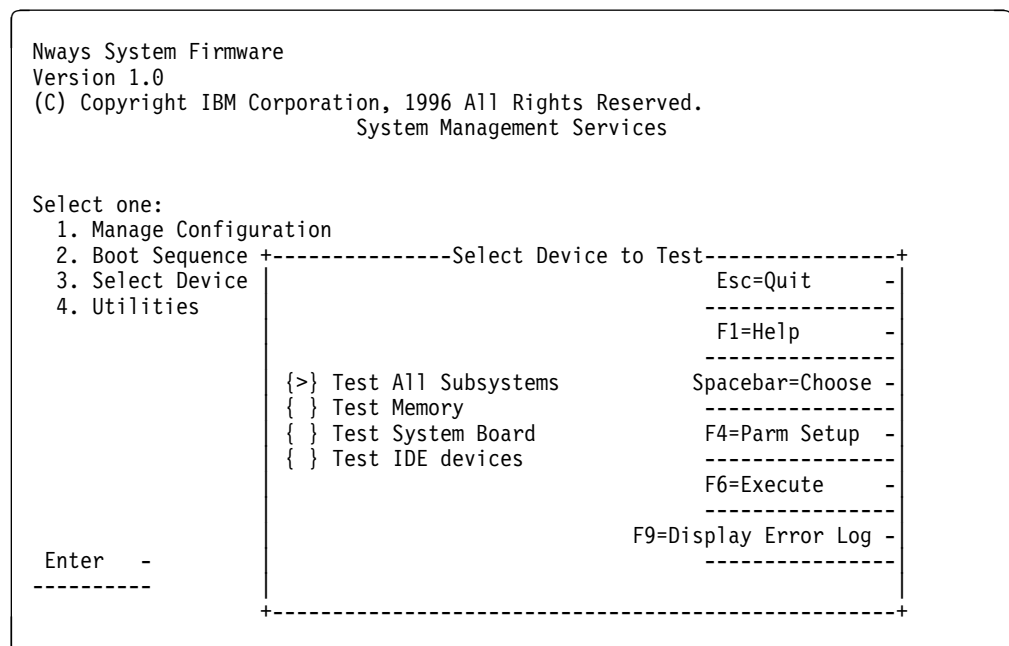 Nways System Firmware
Version 1.0
(C) Copyright IBM Corporation, 1996 All Rights Reserved.
System Management Services
Select one:
1. Manage Configuration
2. Boot Sequence +---------------Select Device to Test----------------+
3. Select Device | Esc=Quit -|
4. Utilities | ----------------|
| F1=Help -|
| ----------------|
| {>} Test All Subsystems Spacebar=Choose -|
| { } Test Memory ----------------|
| { } Test System Board F4=Parm Setup -|
| { } Test IDE devices ----------------|
| F6=Execute -|
| ----------------|
| F9=Display Error Log -|
Enter - | ----------------|
---------- | |
+----------------------------------------------------+